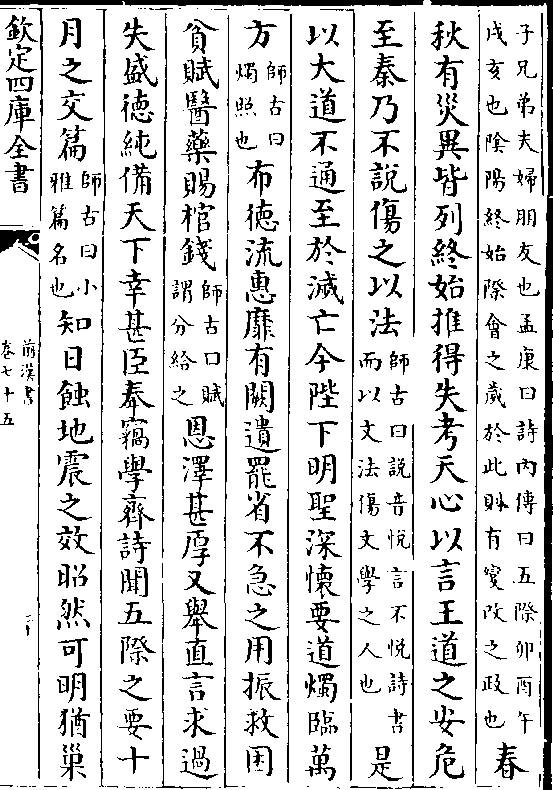 子兄弟夫婦朋友也孟康曰詩内傳曰五際卯酉午
戌亥也陰陽終始際會之歲於此則有變改之政也
春
秋有災異皆列終始推得失考天心以言王道之安危
至秦乃不說傷之以法
師古曰說音悅言不悅詩書
而以文法傷文學之人也
是
以大道不通至於滅亡今陛下明聖深懷要道燭臨萬
方
師古曰
燭照也
布德流惠靡有闕遺罷省不急之用振救困
貧賦醫藥賜棺錢
師古曰賦
謂分給之
恩澤甚厚又舉直言求過
失盛德純備天下幸甚臣奉竊學齊詩聞五際之要十
月之交篇
師古曰小
雅篇名也
知日蝕地震之效昭然可明猶巢
欽定四庫全書
前漢書
卷七十五
二十